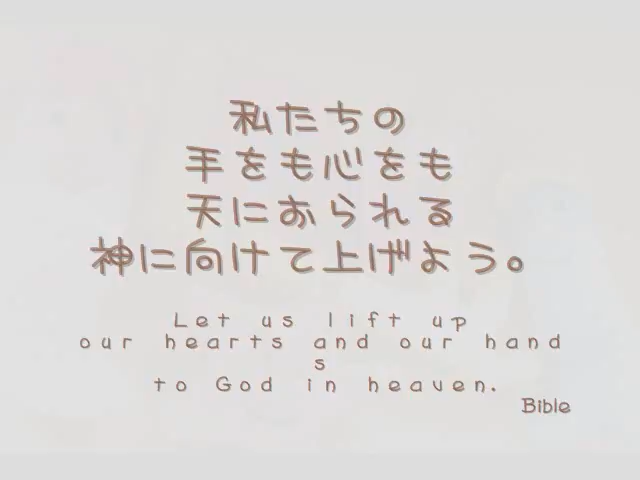 私たちの
手をも心をも
天におられる
神に向けて上げよう。
Let us lift up
our hearts and our hand
s
to God in heaven.
Bible